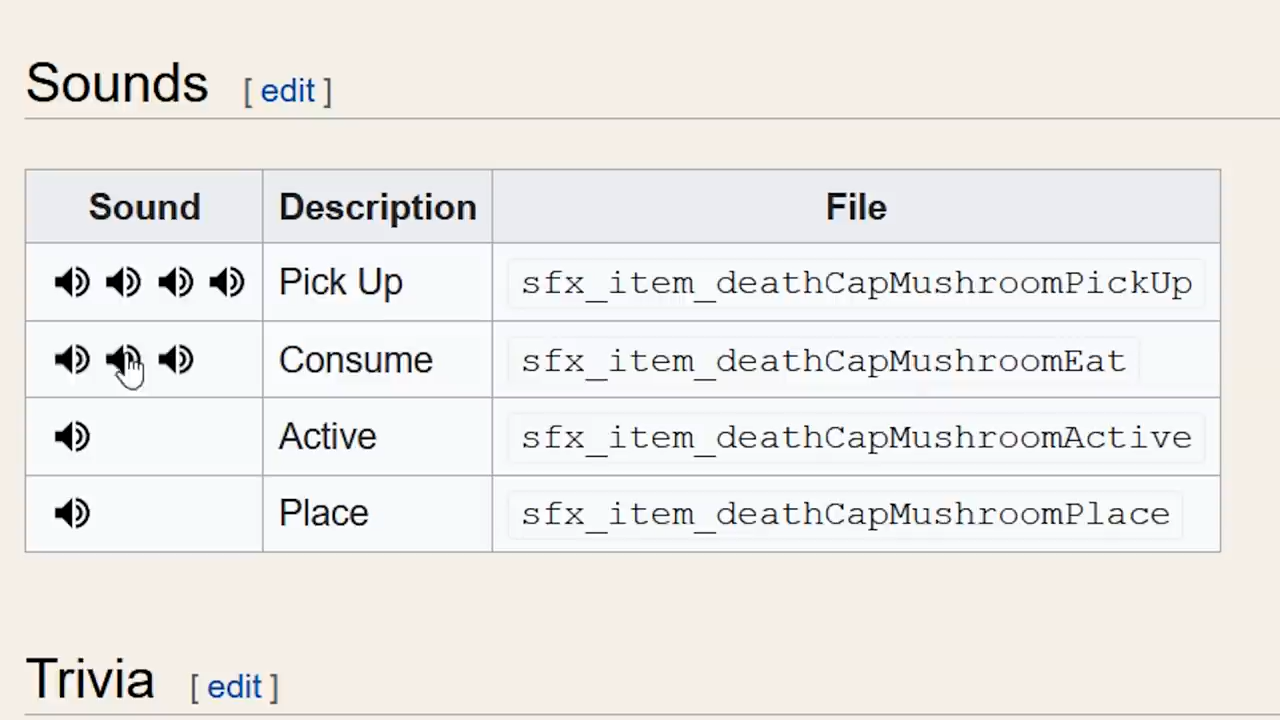 Sounds [ edit ]
Sound Description File
Pick Up sfx_item_deathCapMushroomPickUp
Consume sfx_item_deathCapMushroomEat
Active sfx_item_deathCapMushroomActive
Place sfx_item_deathCapMushroomPlace
Trivia [ edit ]